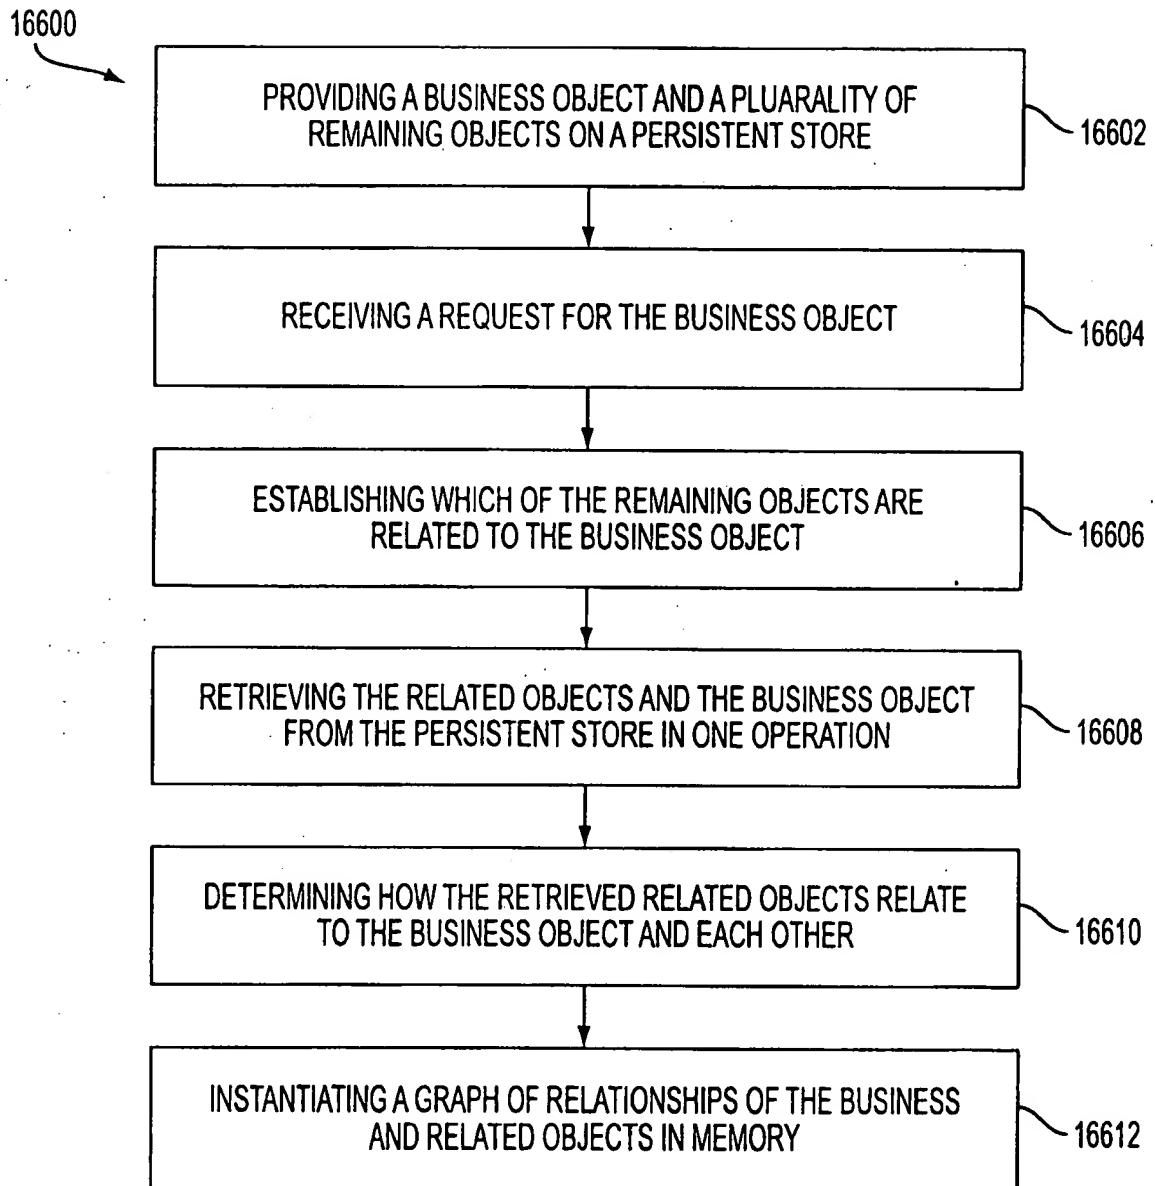 16600
PROVIDING A BUSINESS OBJECT AND A PLUARALITY OF
REMAINING OBJECTS ON A PERSISTENT STORE
16602
RECEIVING A REQUEST FOR THE BUSINESS OBJECT
16604
ESTABLISHING WHICH OF THE REMAINING OBJECTS ARE
RELATED TO THE BUSINESS OBJECT
16606
RETRIEVING THE RELATED OBJECTS AND THE BUSINESS OBJECT
FROM THE PERSISTENT STORE IN ONE OPERATION
16608
DETERMINING HOW THE RETRIEVED RELATED OBJECTS RELATE
TO THE BUSINESS OBJECT AND EACH OTHER
16610
INSTANTIATING A GRAPH OF RELATIONSHIPS OF THE BUSINESS
AND RELATED OBJECTS IN MEMORY
16612